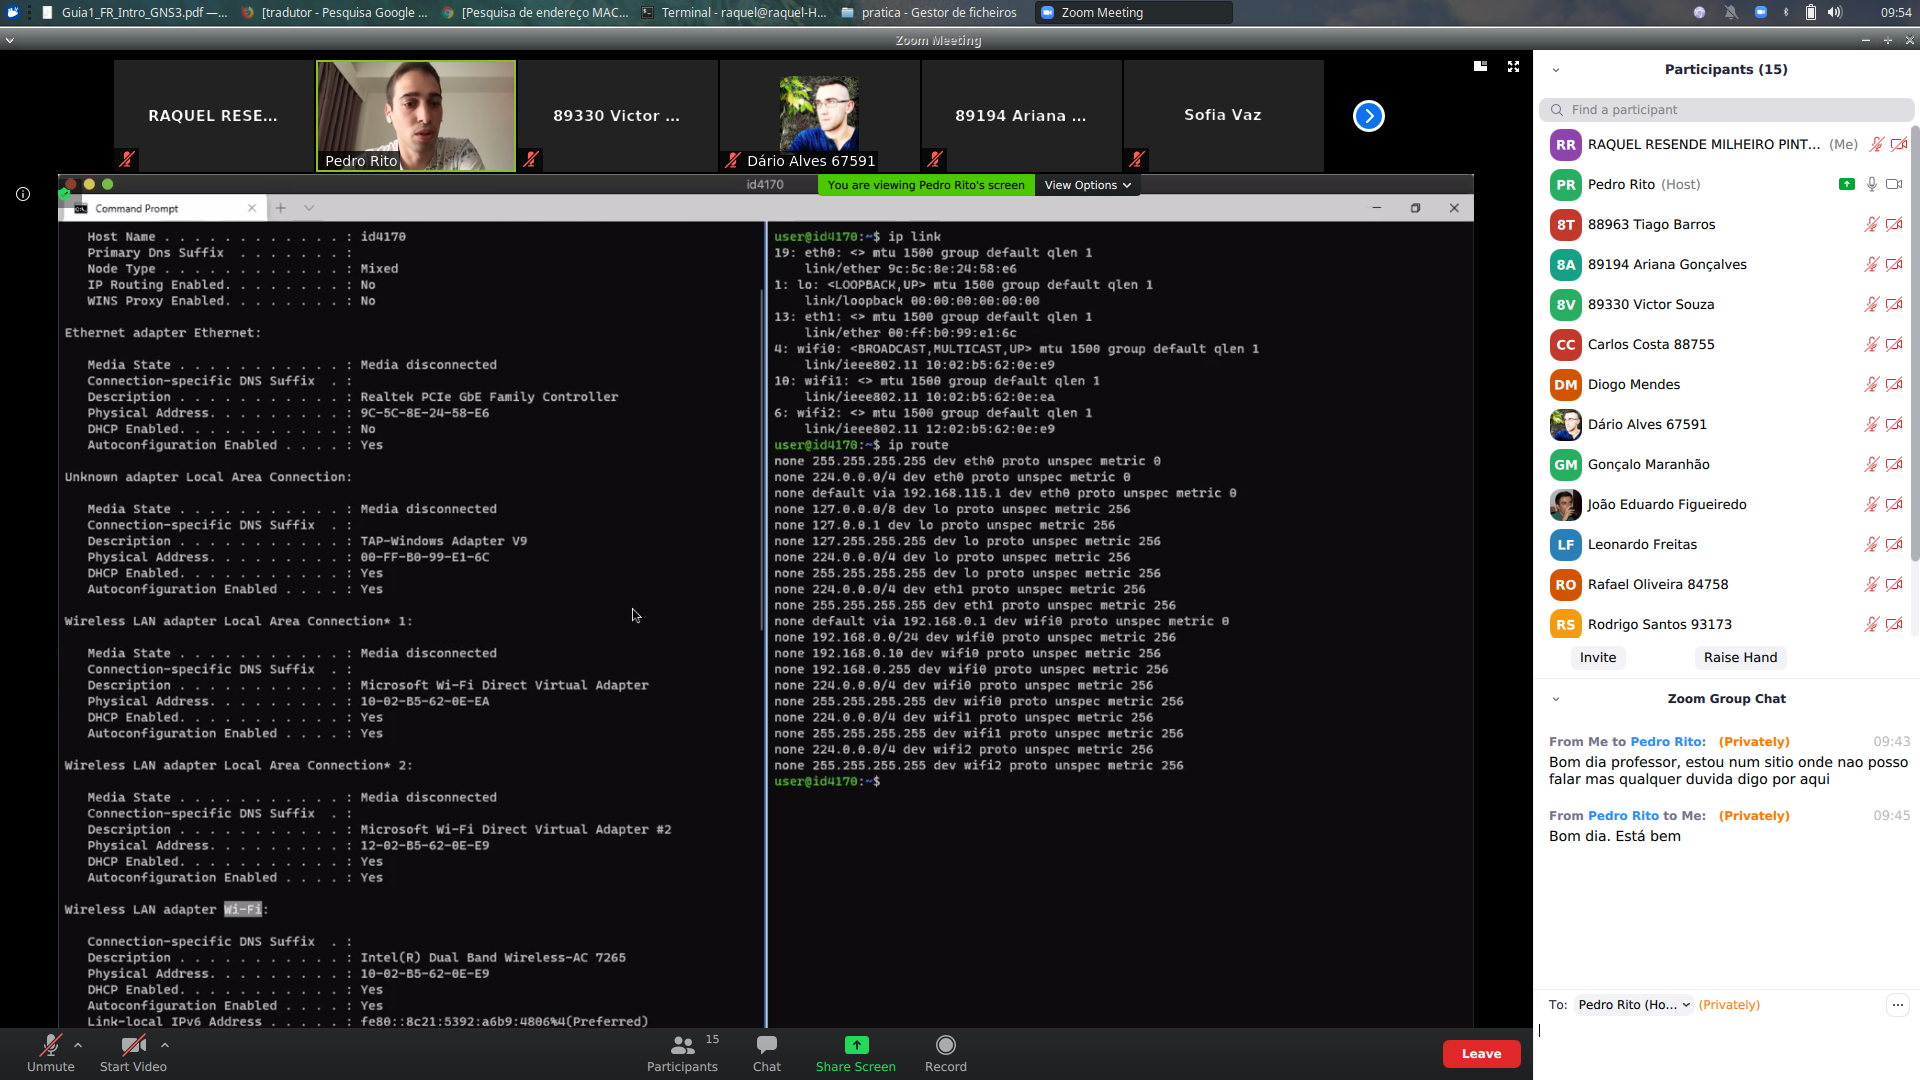 Guia1_FR_Intro_GNS3.pdf —...
[tradutor - Pesquisa Google ...
[Pesquisa de endereço MAC...
Terminal - raquel@raquel-H...
pratica - Gestor de ficheiros
Zoom Meeting
09:54
Zoom Meeting
RAQUEL RESE...
Pedro Rito
89330 Victor ...
Dário Alves 67591
89194 Ariana ...
Sofia Vaz
id4170
You are viewing Pedro Rito's screen
View Options
Command Prompt
Host Name . . . . . . . . . . . . : id4170
Primary Dns Suffix  . . . . . . . :
Node Type . . . . . . . . . . . . : Mixed
IP Routing Enabled. . . . . . . . : No
WINS Proxy Enabled. . . . . . . . : No
Ethernet adapter Ethernet:
Media State . . . . . . . . . . . : Media disconnected
Connection-specific DNS Suffix  . :
Description . . . . . . . . . . . : Realtek PCIe GbE Family Controller
Physical Address. . . . . . . . . : 9C-5C-8E-24-58-E6
DHCP Enabled. . . . . . . . . . . : No
Autoconfiguration Enabled . . . . : Yes
Unknown adapter Local Area Connection:
Media State . . . . . . . . . . . : Media disconnected
Connection-specific DNS Suffix  . :
Description . . . . . . . . . . . : TAP-Windows Adapter V9
Physical Address. . . . . . . . . : 00-FF-B0-99-E1-6C
DHCP Enabled. . . . . . . . . . . : Yes
Autoconfiguration Enabled . . . . : Yes
Wireless LAN adapter Local Area Connection* 1:
Media State . . . . . . . . . . . : Media disconnected
Connection-specific DNS Suffix  . :
Description . . . . . . . . . . . : Microsoft Wi-Fi Direct Virtual Adapter
Physical Address. . . . . . . . . : 10-02-B5-62-0E-EA
DHCP Enabled. . . . . . . . . . . : Yes
Autoconfiguration Enabled . . . . : Yes
Wireless LAN adapter Local Area Connection* 2:
Media State . . . . . . . . . . . : Media disconnected
Connection-specific DNS Suffix  . :
Description . . . . . . . . . . . : Microsoft Wi-Fi Direct Virtual Adapter #2
Physical Address. . . . . . . . . : 12-02-B5-62-0E-E9
DHCP Enabled. . . . . . . . . . . : Yes
Autoconfiguration Enabled . . . . : Yes
Wireless LAN adapter Wi-Fi:
Connection-specific DNS Suffix  . :
Description . . . . . . . . . . . : Intel(R) Dual Band Wireless-AC 7265
Physical Address. . . . . . . . . : 10-02-B5-62-0E-E9
DHCP Enabled. . . . . . . . . . . : Yes
Autoconfiguration Enabled . . . . : Yes
Link-local IPv6 Address . . . . . : fe80::8c21:5392:a6b9:4806%4(Preferred)
user@id4170:~$ ip link
19: eth0: <> mtu 1500 group default qlen 1
link/ether 9c:5c:8e:24:58:e6
1: lo: <LOOPBACK,UP> mtu 1500 group default qlen 1
link/loopback 00:00:00:00:00:00
13: eth1: <> mtu 1500 group default qlen 1
link/ether 00:ff:b0:99:e1:6c
4: wifi0: <BROADCAST,MULTICAST,UP> mtu 1500 group default qlen 1
link/ieee802.11 10:02:b5:62:0e:e9
10: wifi1: <> mtu 1500 group default qlen 1
link/ieee802.11 10:02:b5:62:0e:ea
6: wifi2: <> mtu 1500 group default qlen 1
link/ieee802.11 12:02:b5:62:0e:e9
user@id4170:~$ ip route
none 255.255.255.255 dev eth0 proto unspec metric 0
none 224.0.0.0/4 dev eth0 proto unspec metric 0
none default via 192.168.115.1 dev eth0 proto unspec metric 0
none 127.0.0.0/8 dev lo proto unspec metric 256
none 127.0.0.1 dev lo proto unspec metric 256
none 127.255.255.255 dev lo proto unspec metric 256
none 224.0.0.0/4 dev lo proto unspec metric 256
none 255.255.255.255 dev lo proto unspec metric 256
none 224.0.0.0/4 dev eth1 proto unspec metric 256
none 255.255.255.255 dev eth1 proto unspec metric 256
none default via 192.168.0.1 dev wifi0 proto unspec metric 0
none 192.168.0.0/24 dev wifi0 proto unspec metric 256
none 192.168.0.10 dev wifi0 proto unspec metric 256
none 192.168.0.255 dev wifi0 proto unspec metric 256
none 224.0.0.0/4 dev wifi0 proto unspec metric 256
none 255.255.255.255 dev wifi0 proto unspec metric 256
none 224.0.0.0/4 dev wifi1 proto unspec metric 256
none 255.255.255.255 dev wifi1 proto unspec metric 256
none 224.0.0.0/4 dev wifi2 proto unspec metric 256
none 255.255.255.255 dev wifi2 proto unspec metric 256
user@id4170:~$
Unmute
Start Video
Participants
15
Chat
Share Screen
Record
Leave
Participants (15)
Find a participant
RR RAQUEL RESENDE MILHEIRO PINT... (Me)
PR Pedro Rito (Host)
8T 88963 Tiago Barros
8A 89194 Ariana Gonçalves
8V 89330 Victor Souza
CC Carlos Costa 88755
DM Diogo Mendes
Dário Alves 67591
GM Gonçalo Maranhão
João Eduardo Figueiredo
LF Leonardo Freitas
RO Rafael Oliveira 84758
RS Rodrigo Santos 93173
Invite
Raise Hand
Zoom Group Chat
From Me to Pedro Rito: (Privately) 09:43
Bom dia professor, estou num sitio onde nao posso
falar mas qualquer duvida digo por aqui
From Pedro Rito to Me: (Privately) 09:45
Bom dia. Está bem
To: Pedro Rito (Ho... (Privately)